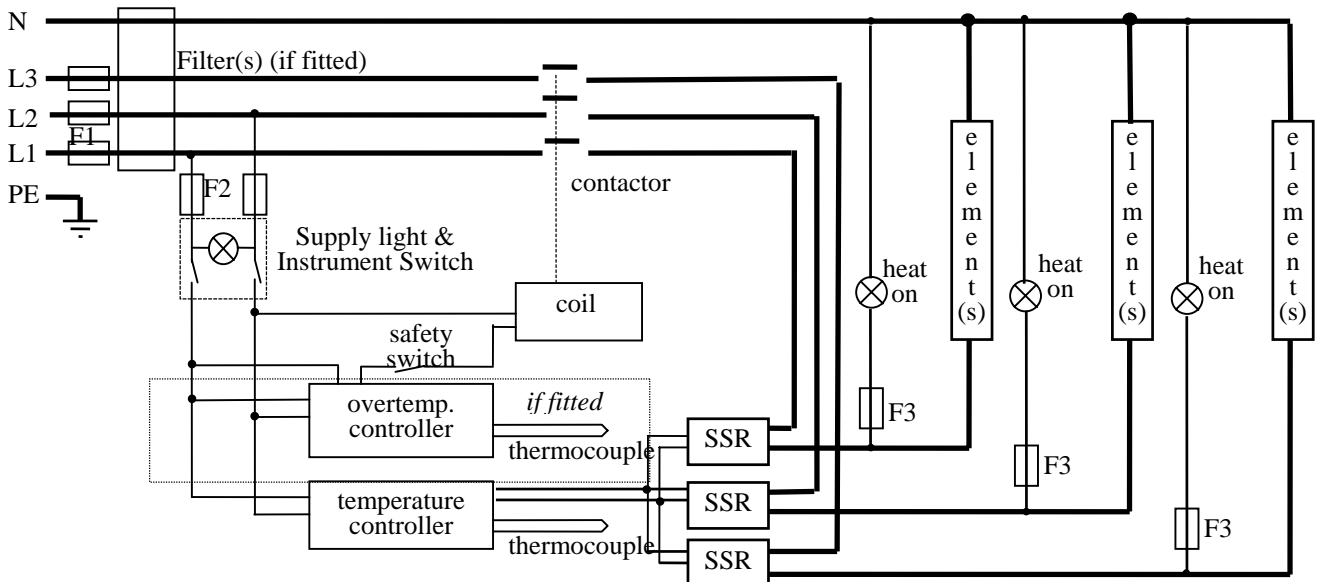 N
Filter(s) (if fitted)
L3
L2
F1
L1
PE
F2
contactor
Supply light &
Instrument Switch
coil
safety
switch
overtemp.
controller
if fitted
thermocouple
temperature
controller
thermocouple
SSR
SSR
SSR
heat
on
F3
element(s)
heat
on
F3
element(s)
heat
on
F3
element(s)